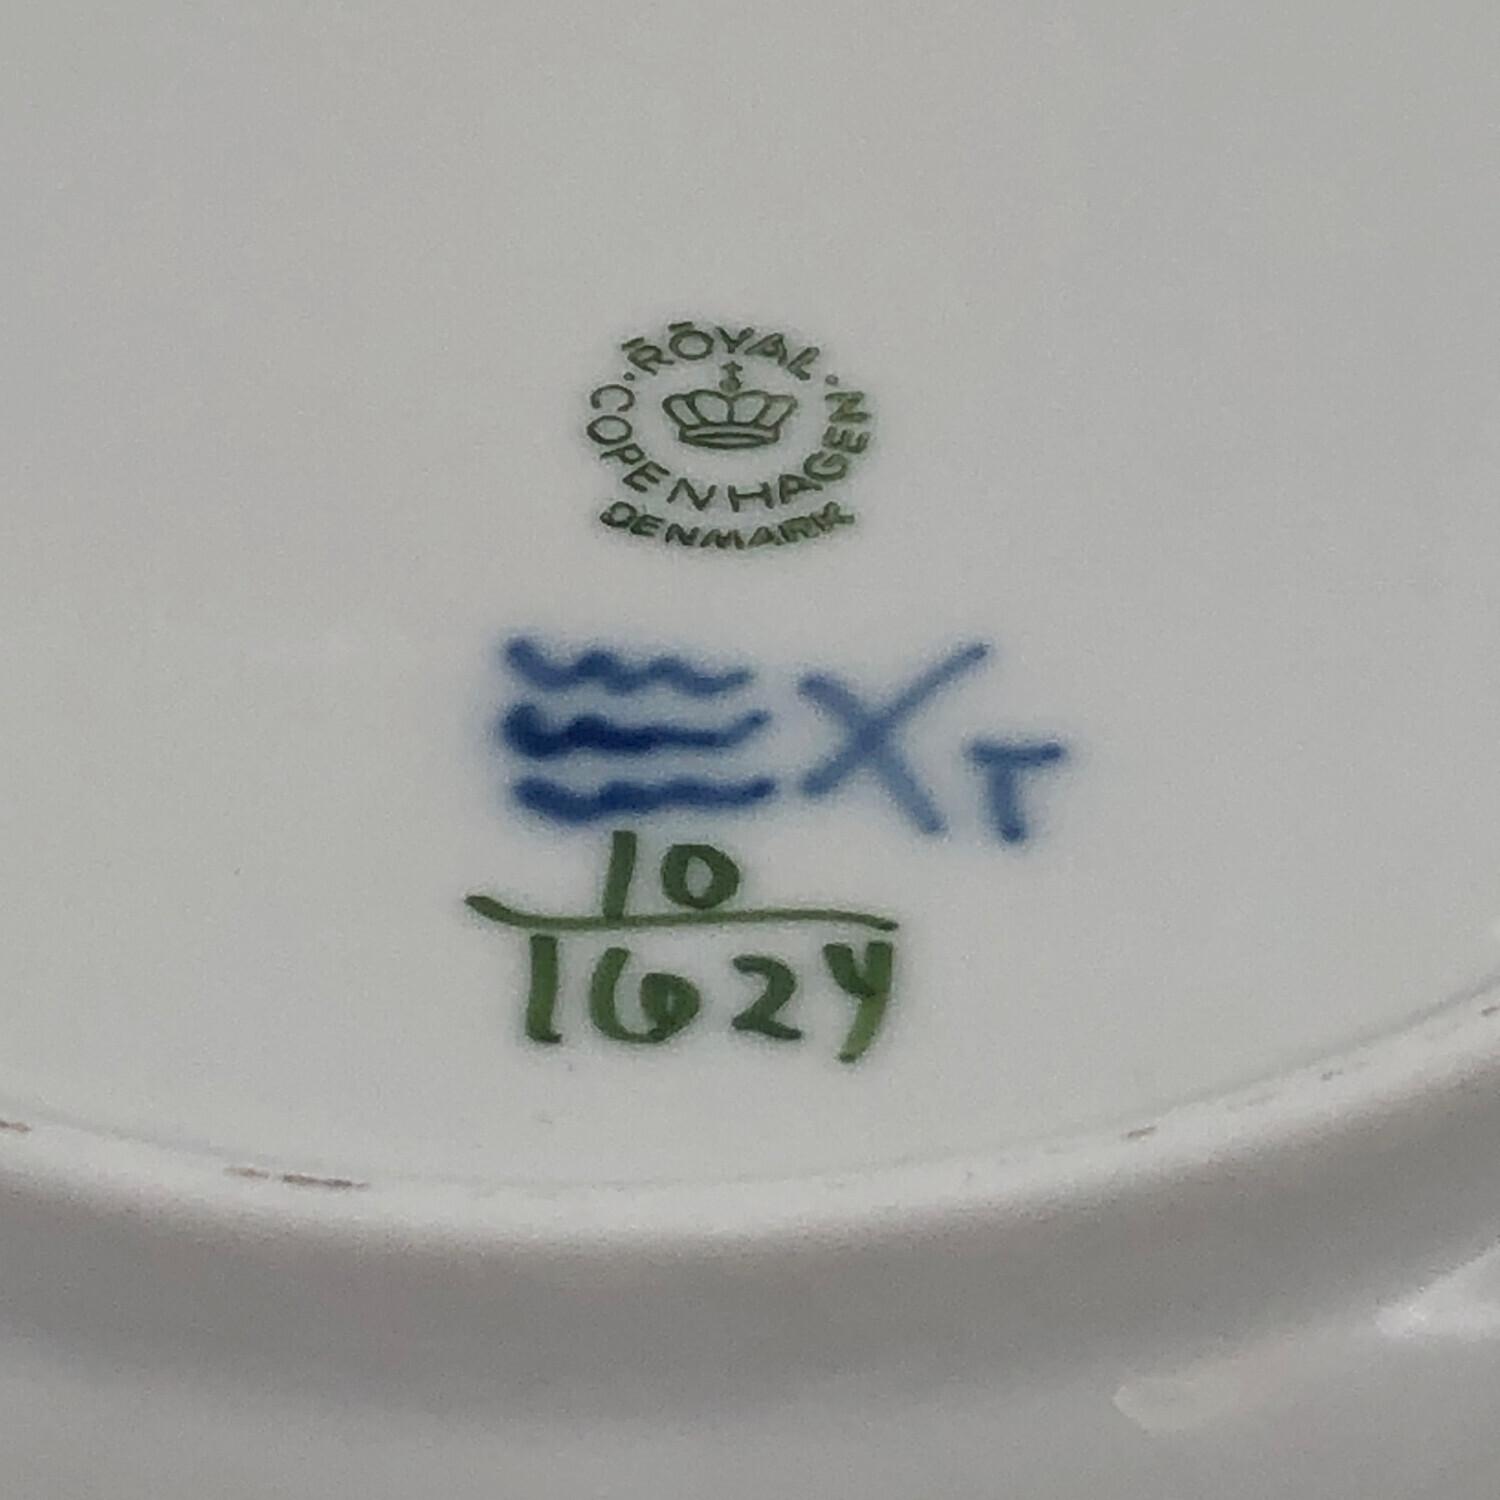 ROYAL
COPENHAGEN
DENMARK
XT
10
1624